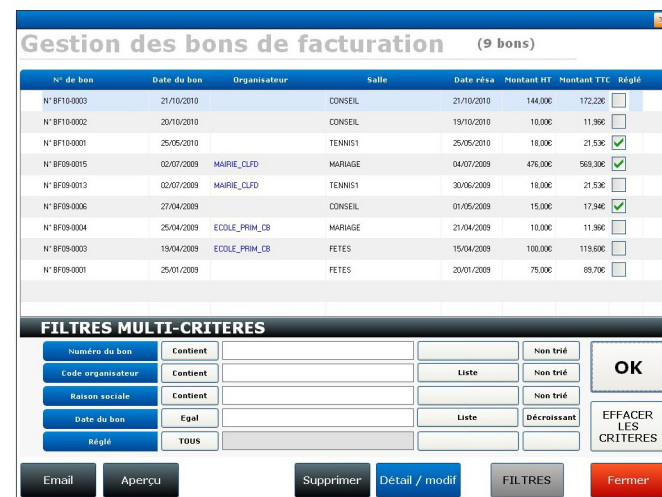 Gestion des bons de facturation (9 bons)
N° de bon Date du bon Organisateur Salle Date résa Montant HT Montant TTC Réglé
N° BF10-0003 21/10/2010 CONSEIL 21/10/2010 144,00€ 172,22€
N° BF10-0002 20/10/2010 CONSEIL 19/10/2010 10,00€ 11,96€
N° BF10-0001 25/05/2010 TENNIS1 25/05/2010 18,00€ 21,53€
N° BF09-0015 02/07/2009 MAIRIE_CLFD MARIAGE 04/07/2009 476,00€ 569,30€
N° BF09-0013 02/07/2009 MAIRIE_CLFD TENNIS1 30/06/2009 18,00€ 21,53€
N° BF09-0006 27/04/2009 CONSEIL 01/05/2009 15,00€ 17,94€
N° BF09-0004 25/04/2009 ECOLE_PRIM_CB MARIAGE 21/04/2009 10,00€ 11,96€
N° BF09-0003 19/04/2009 ECOLE_PRIM_CB FETES 15/04/2009 100,00€ 119,60€
N° BF09-0001 25/01/2009 FETES 20/01/2009 75,00€ 89,70€
FILTRES MULTI-CRITERES
Numéro du bon Contient Non trié
Code organisateur Contient Liste Non trié
Raison sociale Contient Non trié
Date du bon Egal Liste Décroissant
Réglé TOUS
OK
EFFACER
LES
CRITERES
Email Aperçu Supprimer Détail / modif FILTRES Fermer